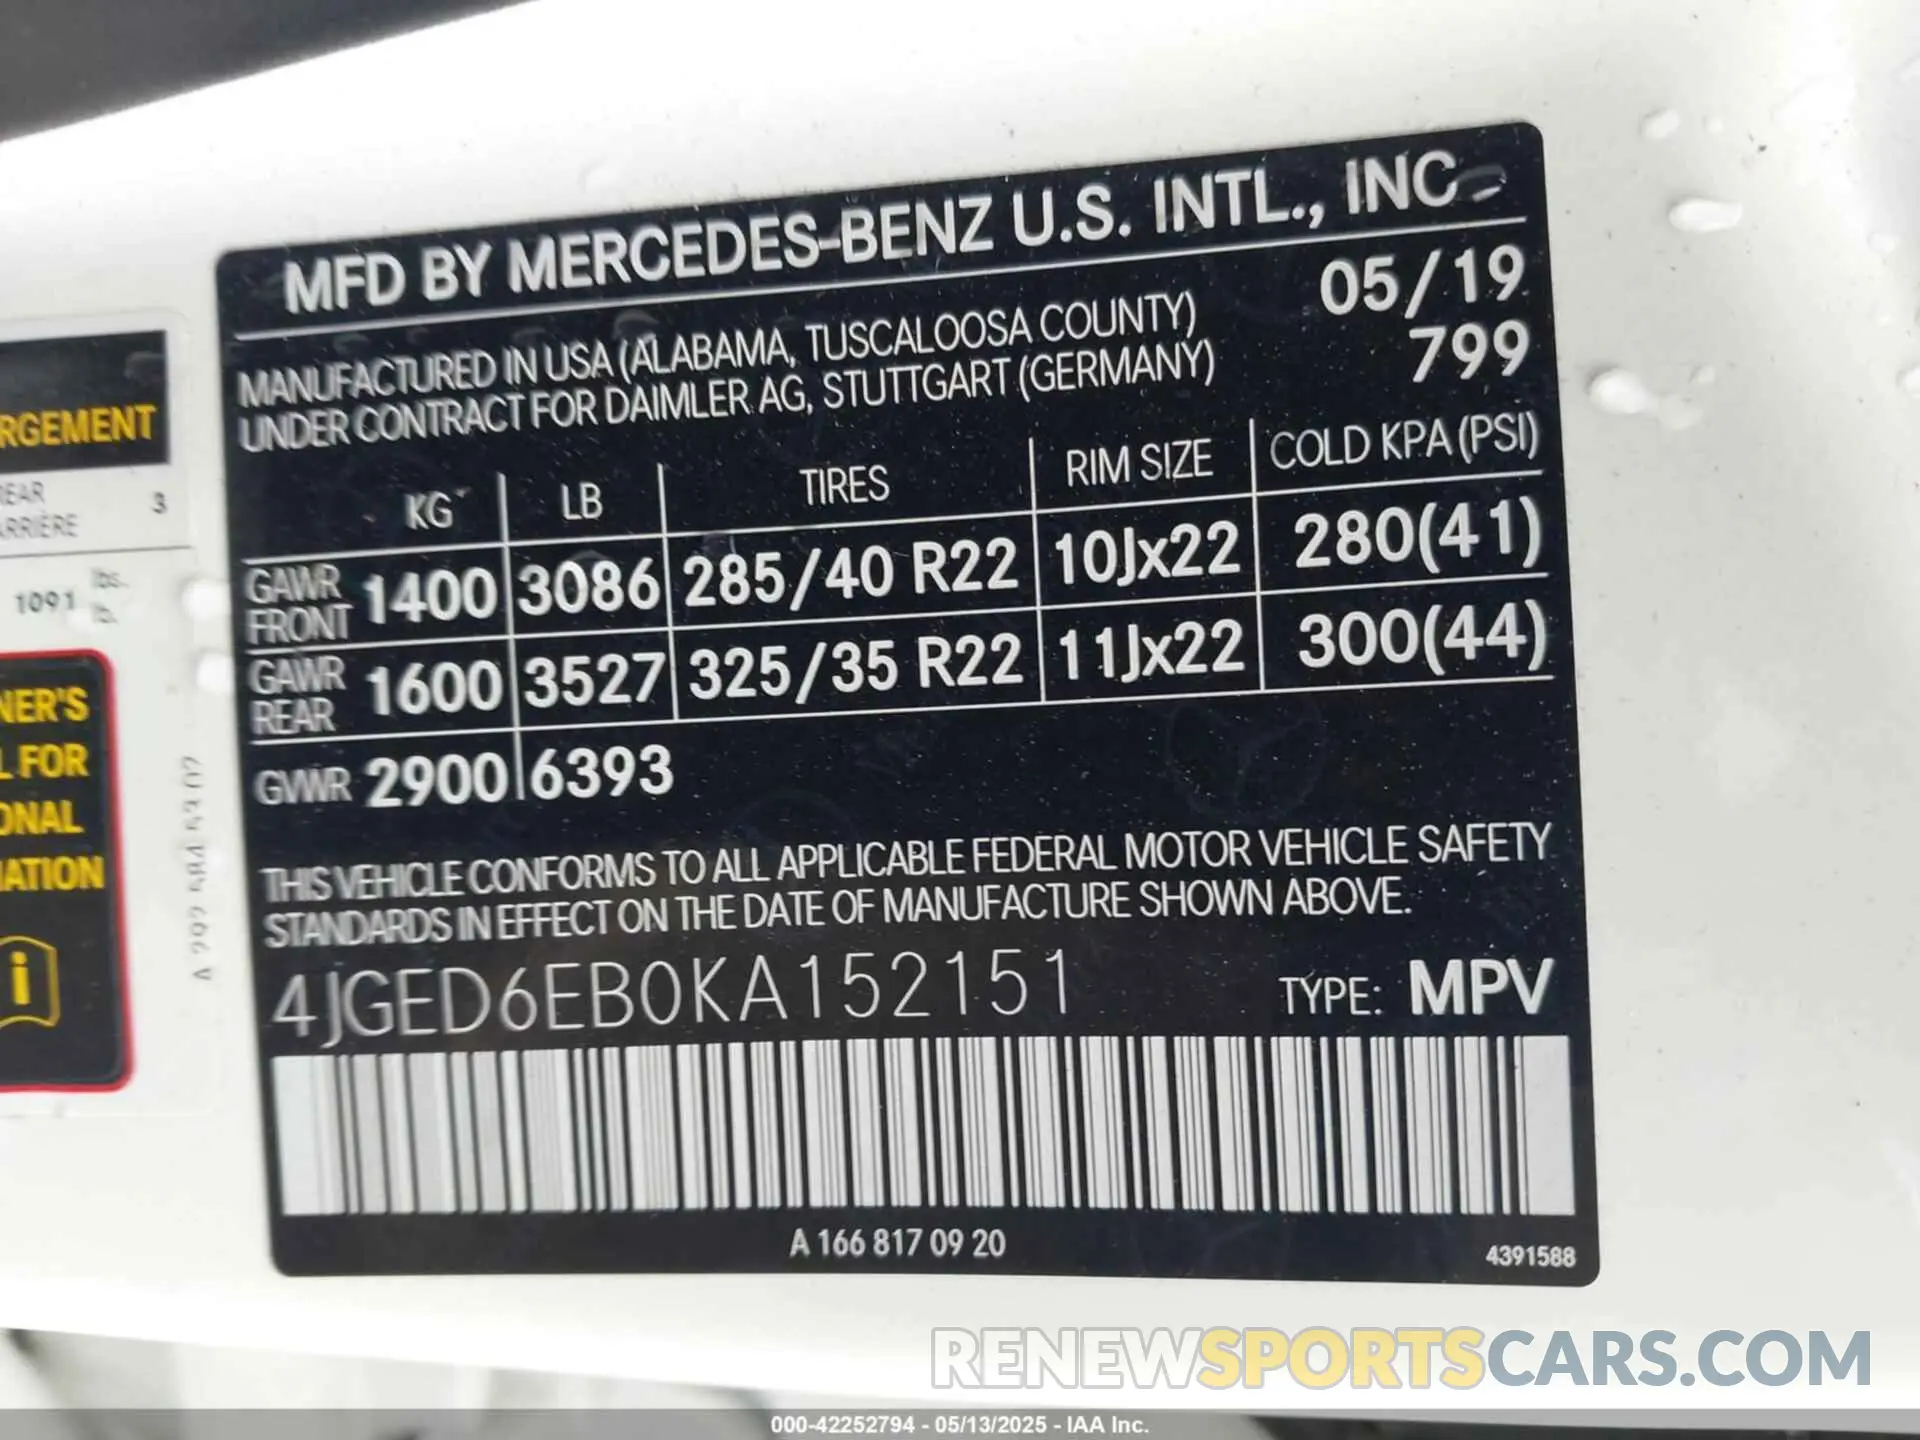 MFD BY MERCEDES-BENZ U.S. INTL., INC
MANUFACTURED IN USA (ALABAMA, TUSCALOOSA COUNTY)
05/19
UNDER CONTRACT FOR DAIMLER AG, STUTTGART (GERMANY)
799
KG LB TIRES RIM SIZE COLD KPA (PSI)
GAWR FRONT 1400 3086 285/40 R22 10Jx22 280(41)
GAWR REAR 1600 3527 325/35 R22 11Jx22 300(44)
GVWR 2900 6393
THIS VEHICLE CONFORMS TO ALL APPLICABLE FEDERAL MOTOR VEHICLE SAFETY
STANDARDS IN EFFECT ON THE DATE OF MANUFACTURE SHOWN ABOVE.
4JGED6EB0KA152151 TYPE: MPV
A 166 817 09 20
4391588
RGEMENT
EAR 3
ARRIÈRE
1091 lbs.
lb.
NER'S
L FOR
ONAL
IATION
i
RENEWSPORTSCARS.COM
000-42252794 - 05/13/2025 - IAA Inc.